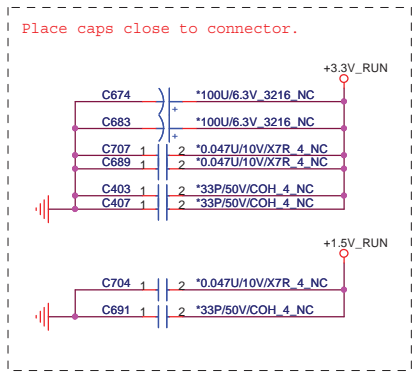 Place caps close to connector.
+3.3V_RUN
C674 *100U/6.3V_3216_NC
+
C683 *100U/6.3V_3216_NC
+
C707 1 2 *0.047U/10V/X7R_4_NC
C689 1 2 *0.047U/10V/X7R_4_NC
C403 1 2 *33P/50V/COH_4_NC
C407 1 2 *33P/50V/COH_4_NC
+1.5V_RUN
C704 1 2 *0.047U/10V/X7R_4_NC
C691 1 2 *33P/50V/COH_4_NC